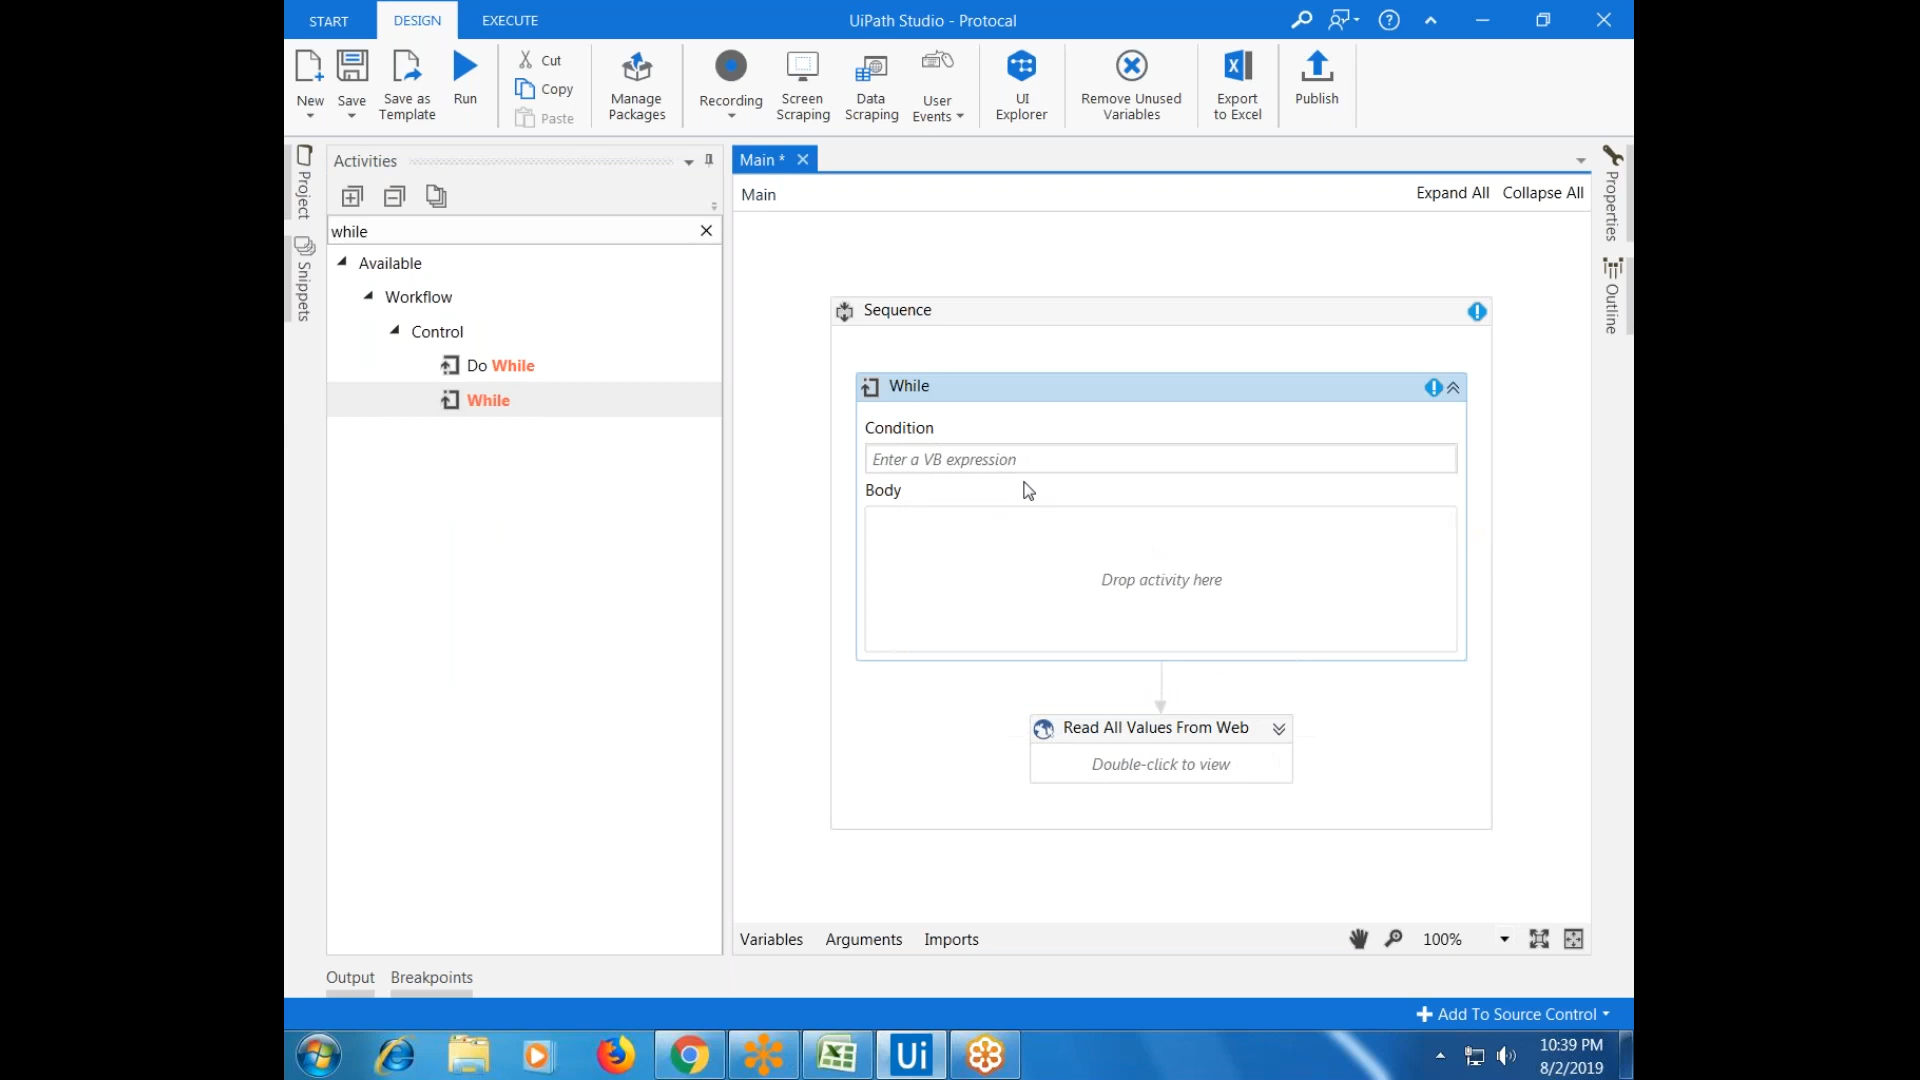 START
DESIGN
EXECUTE
UiPath Studio - Protocal
New
Save
Save as
Template
Run
Cut
Copy
Paste
Manage
Packages
Recording
Screen
Scraping
Data
Scraping
User
Events
UI
Explorer
Remove Unused
Variables
Export
to Excel
Publish
Project
Snippets
Activities
while
Available
Workflow
Control
Do While
While
Main *
Main
Expand All
Collapse All
Sequence
While
Condition
Enter a VB expression
Body
Drop activity here
Read All Values From Web
Double-click to view
Variables
Arguments
Imports
100%
Properties
Outline
Output
Breakpoints
Add To Source Control
Ui
10:39 PM
8/2/2019